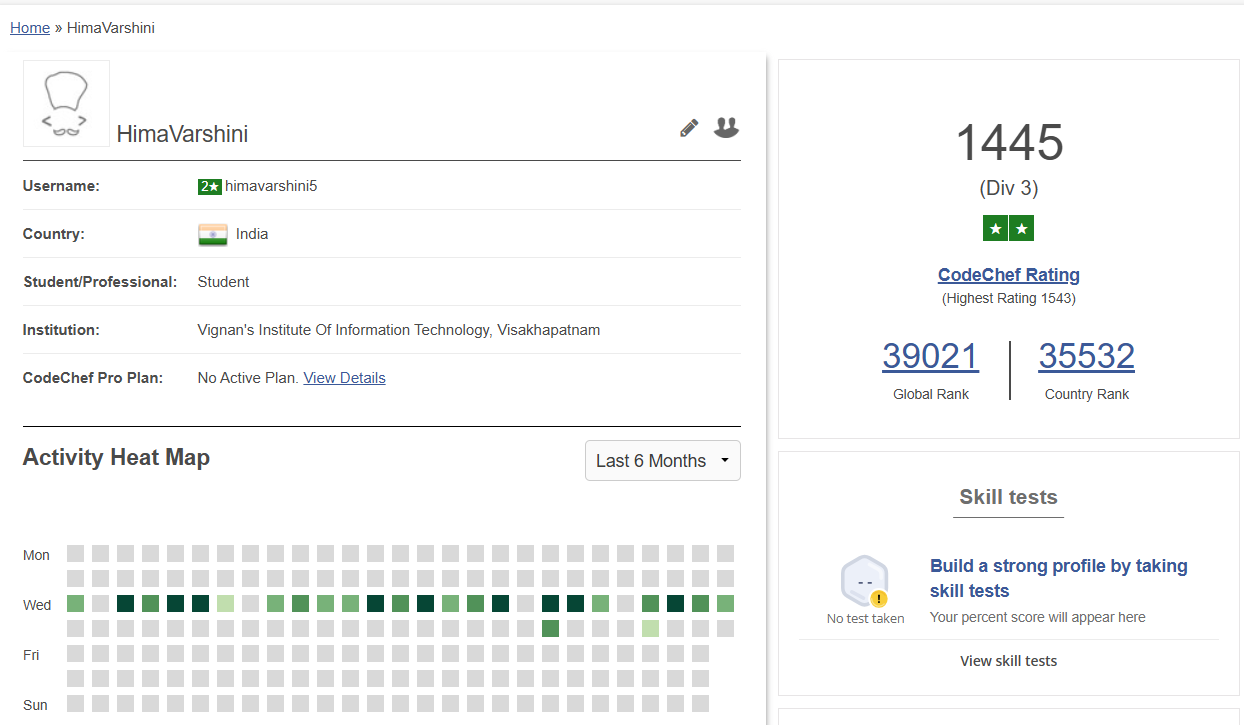 Home » HimaVarshini
HimaVarshini
Username: 2★ himavarshini5
Country: India
Student/Professional: Student
Institution: Vignan's Institute Of Information Technology, Visakhapatnam
CodeChef Pro Plan: No Active Plan. View Details
Activity Heat Map
Last 6 Months
Mon
Wed
Fri
Sun
1445
(Div 3)
★★
CodeChef Rating
(Highest Rating 1543)
39021 35532
Global Rank Country Rank
Skill tests
No test taken
Build a strong profile by taking
skill tests
Your percent score will appear here
View skill tests